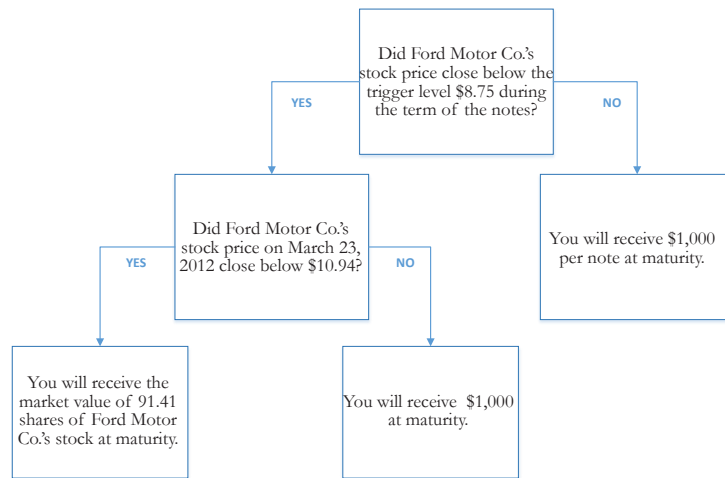 Did Ford Motor Co.'s
stock price close below the
trigger level $8.75 during
the term of the notes?
YES
NO
Did Ford Motor Co.'s
stock price on March 23,
2012 close below $10.94?
You will receive $1,000
per note at maturity.
YES
NO
You will receive the
market value of 91.41
shares of Ford Motor
Co.'s stock at maturity.
You will receive $1,000
at maturity.